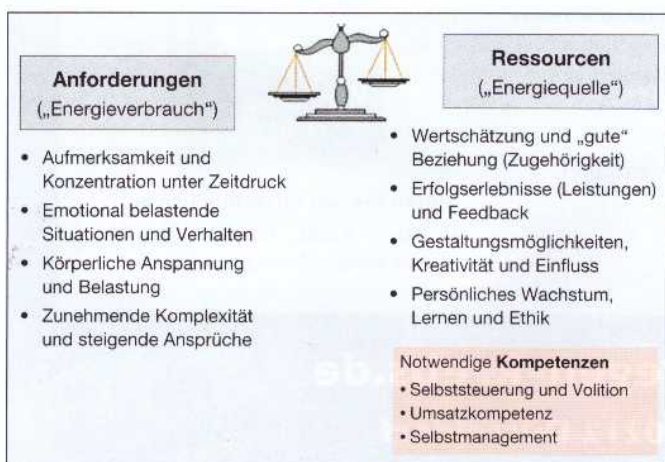 Anforderungen
(„Energieverbrauch“)
• Aufmerksamkeit und
Konzentration unter Zeitdruck
• Emotional belastende
Situationen und Verhalten
• Körperliche Anspannung
und Belastung
• Zunehmende Komplexität
und steigende Ansprüche
Ressourcen
(„Energiequelle“)
• Wertschätzung und „gute“
Beziehung (Zugehörigkeit)
• Erfolgserlebnisse (Leistungen)
und Feedback
• Gestaltungsmöglichkeiten,
Kreativität und Einfluss
• Persönliches Wachstum,
Lernen und Ethik
Notwendige Kompetenzen
• Selbststeuerung und Volition
• Umsatzkompetenz
• Selbstmanagement